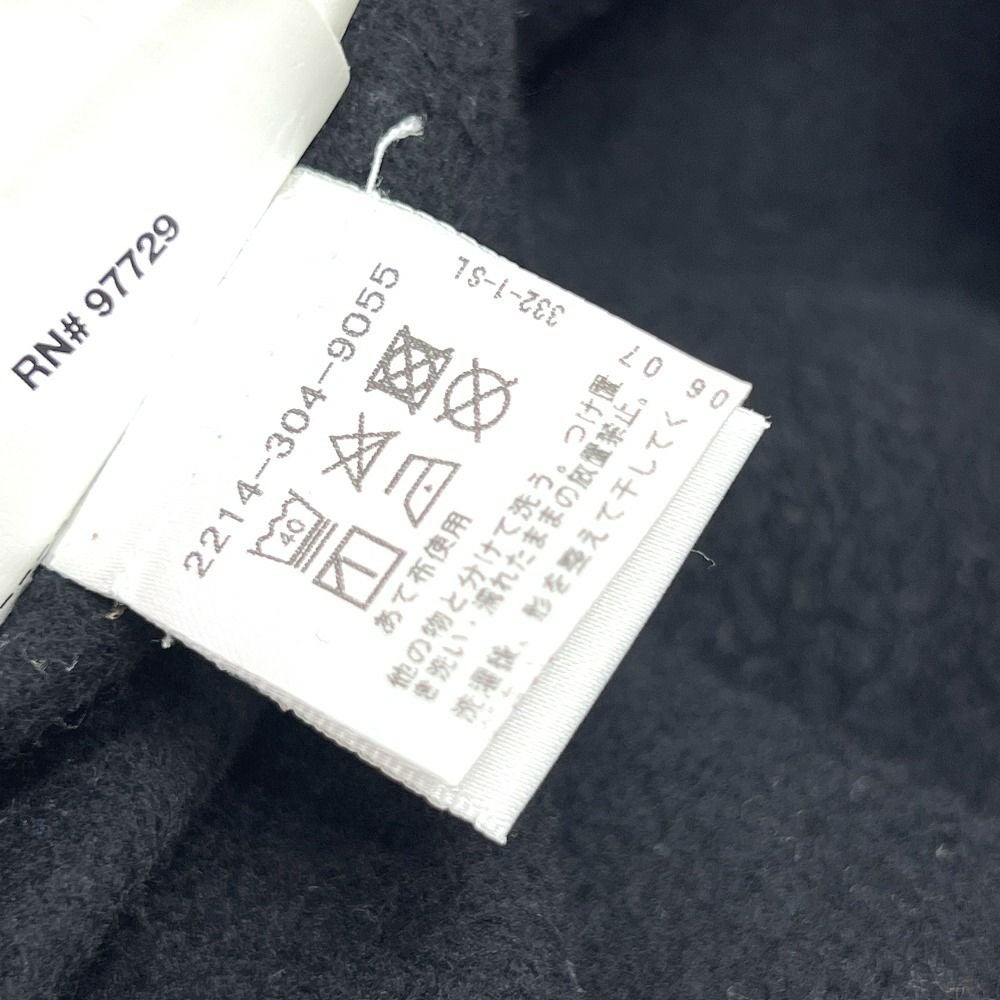 RN# 97729
2214-304-9055
40
あて布使用
他の物と分けて洗う。つけ置
き洗い・濡れたままの放置禁止。
洗濯後、形を整えて干してく
332-1-SL
07